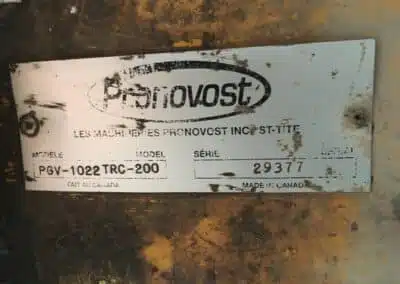 Pronovost
LES MACHINERIES PRONOVOST INC. ST-TITE
MODÈLE MODEL SÉRIE
PGV-1022 TRC-200 29377
FAIT AU CANADA MADE IN CANADA